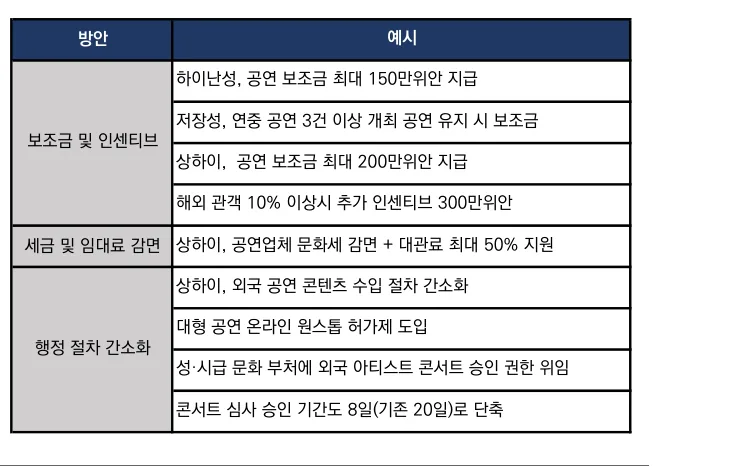 방안
예시
보조금 및 인센티브
하이난성, 공연 보조금 최대 150만위안 지급
저장성, 연중 공연 3건 이상 개최 공연 유지 시 보조금
상하이, 공연 보조금 최대 200만위안 지급
해외 관객 10% 이상시 추가 인센티브 300만위안
세금 및 임대료 감면
상하이, 공연업체 문화세 감면 + 대관료 최대 50% 지원
행정 절차 간소화
상하이, 외국 공연 콘텐츠 수입 절차 간소화
대형 공연 온라인 원스톱 허가제 도입
성·시급 문화 부처에 외국 아티스트 콘서트 승인 권한 위임
콘서트 심사 승인 기간도 8일(기존 20일)로 단축